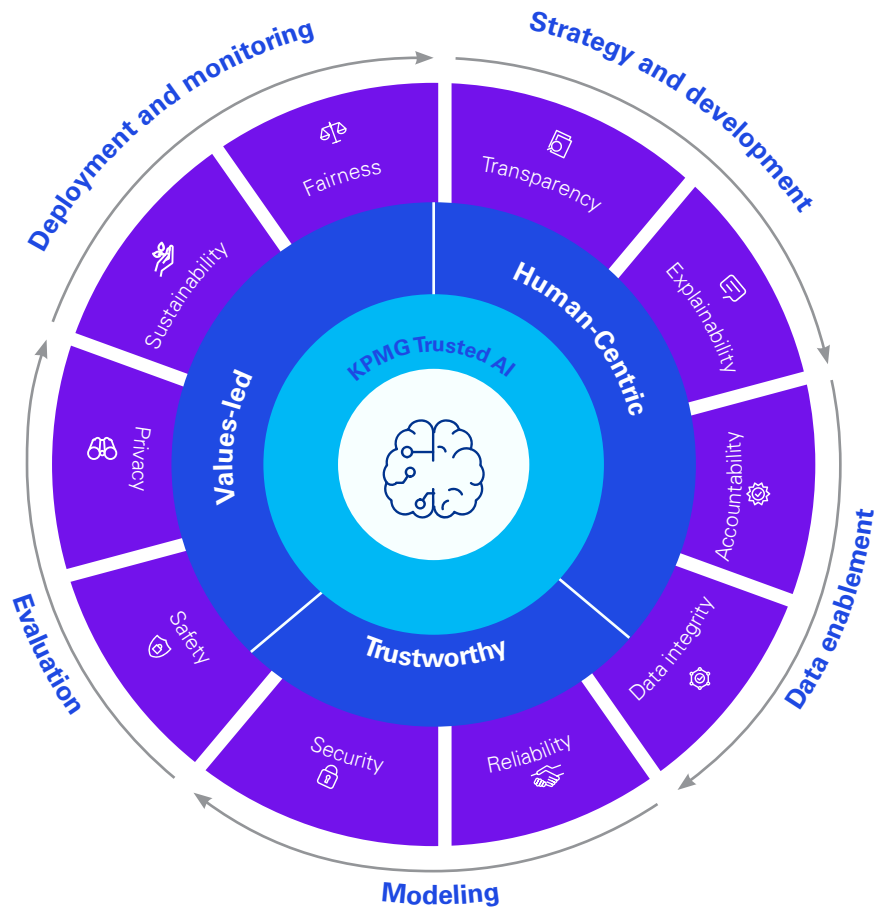 Strategy and development
Data enablement
Modeling
Evaluation
Deployment and monitoring
Transparency
Explainability
Accountability
Data integrity
Reliability
Security
Safety
Privacy
Sustainability
Fairness
Human-Centric
Trustworthy
Values-led
KPMG Trusted AI